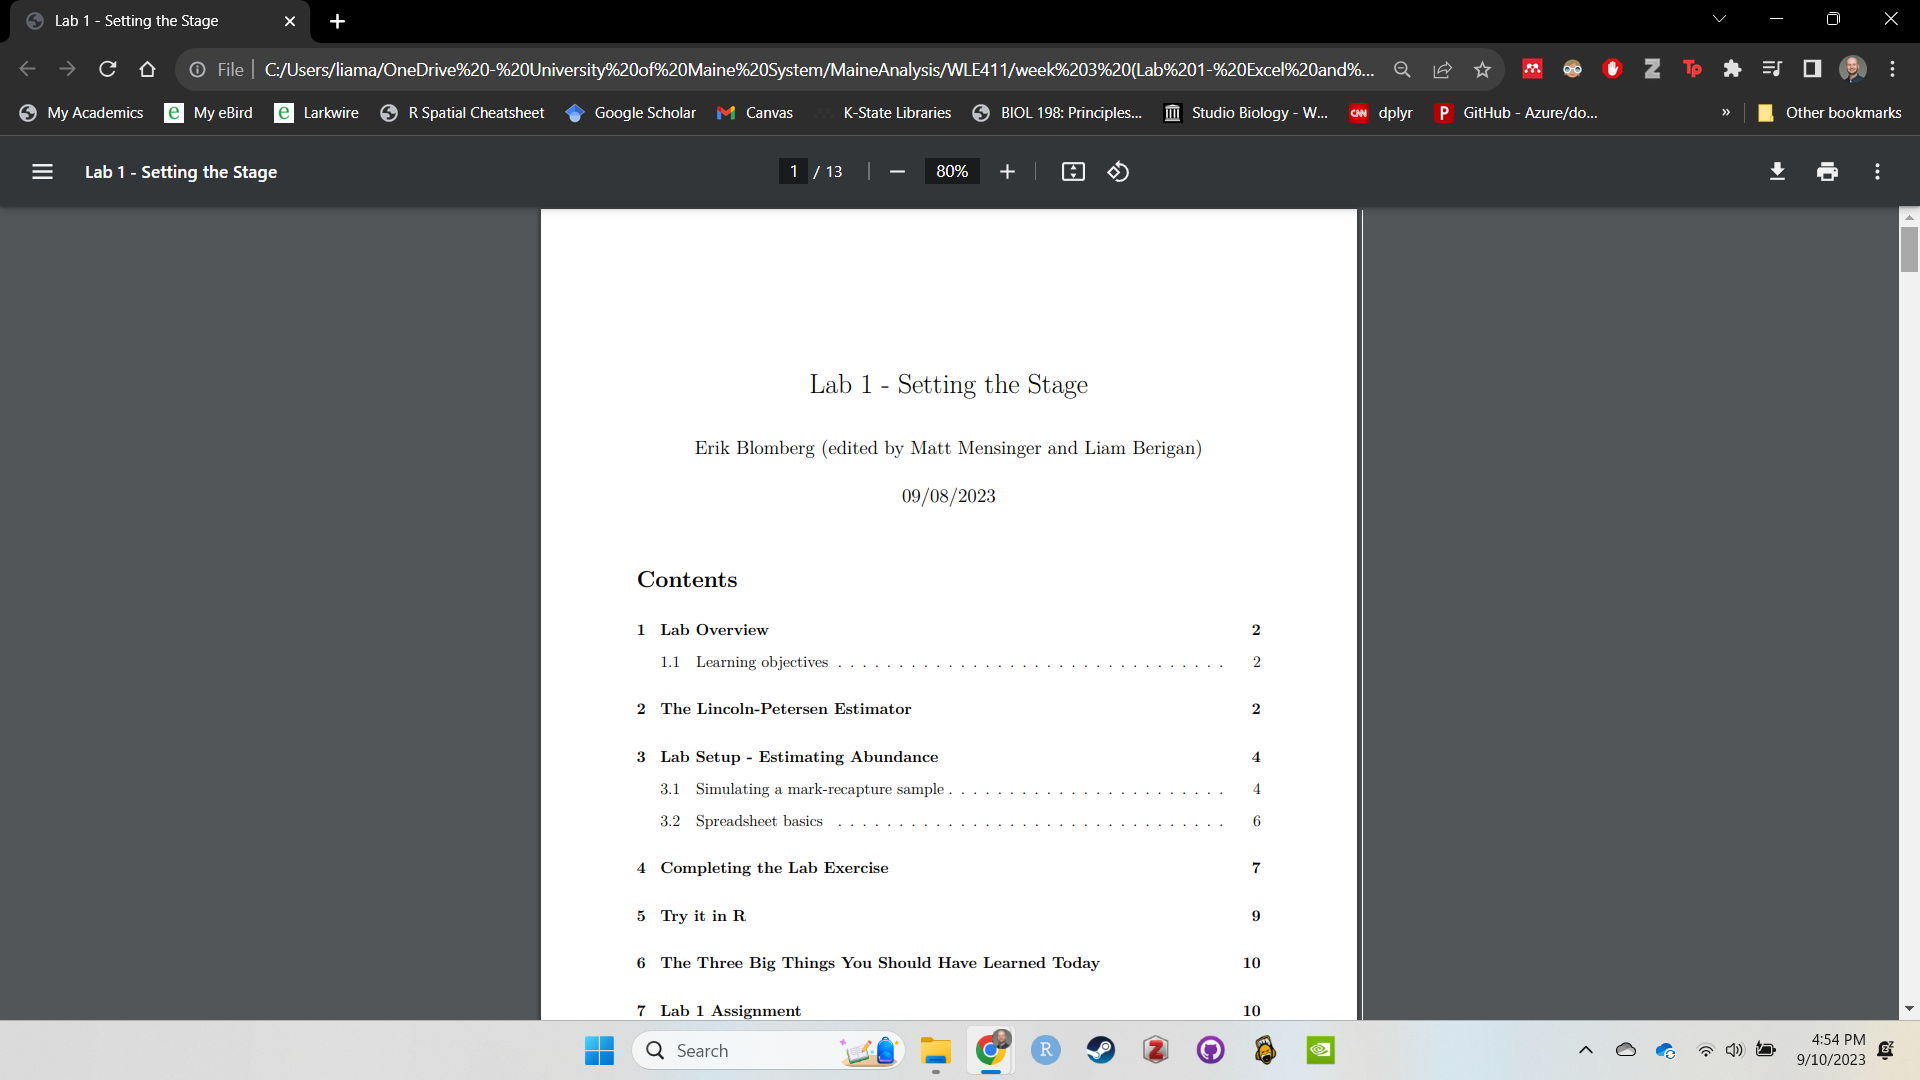 Lab 1 - Setting the Stage
File
C:/Users/liama/OneDrive%20-%20University%20of%20Maine%20System/MaineAnalysis/WLE411/week%203%20(Lab%201-%20Excel%20and%...
My Academics
My eBird
Larkwire
R Spatial Cheatsheet
Google Scholar
Canvas
K-State Libraries
BIOL 198: Principles...
Studio Biology - W...
CNN dplyr
GitHub - Azure/do...
»
Other bookmarks
Lab 1 - Setting the Stage
1 / 13
80%
Lab 1 - Setting the Stage
Erik Blomberg (edited by Matt Mensinger and Liam Berigan)
09/08/2023
Contents
1 Lab Overview 2
1.1 Learning objectives . . . . . . . . . . . . . . . . . . . . . . . . . . . . . . . . 2
2 The Lincoln-Petersen Estimator 2
3 Lab Setup - Estimating Abundance 4
3.1 Simulating a mark-recapture sample . . . . . . . . . . . . . . . . . . . . . . . 4
3.2 Spreadsheet basics . . . . . . . . . . . . . . . . . . . . . . . . . . . . . . . . 6
4 Completing the Lab Exercise 7
5 Try it in R 9
6 The Three Big Things You Should Have Learned Today 10
7 Lab 1 Assignment 10
Search
4:54 PM
9/10/2023